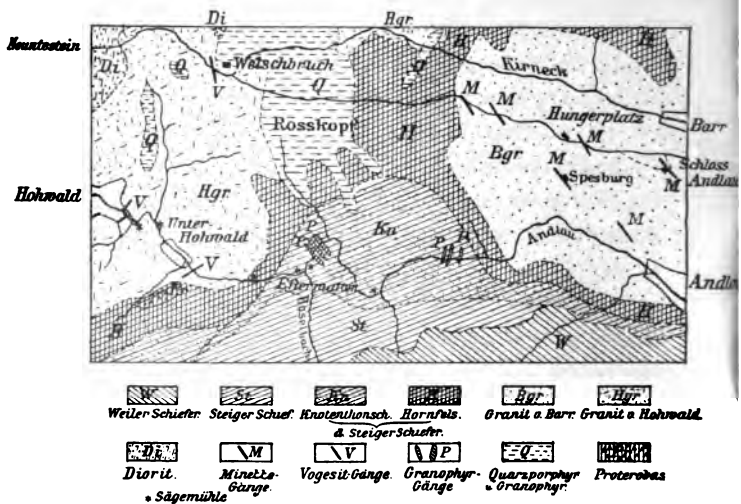 Di
Hgr.
H
H
Neuntestein
Di
Q
Welschbruch
Q
Kirneck
V
Q
M
M
Hungerplatz
Barr
Rosskopf
H
M
Q
Bgr
M
Schloss
Andlau
M
Spesburg
Hohwald
Hgr.
V
Unter-
Hohwald
Kn
P
M
Andlau
P
V
Andlau
Eftermatten
H
St
H
W
W
St
Kn
H
Bgr
Hgr
Weiler Schiefer.
Steiger Schief.
Knotenthonsch.
Hornfels.
Granit v. Barr.
Granit v. Hohwald.
d. Steiger Schiefer.
Di
M
V
P
Q
Diorit.
Minette-
Gänge.
Vogesit-Gänge.
Granophyr-
Gänge
Quarzporphyr
u. Granophyr.
Proterobas
* Sägemühle